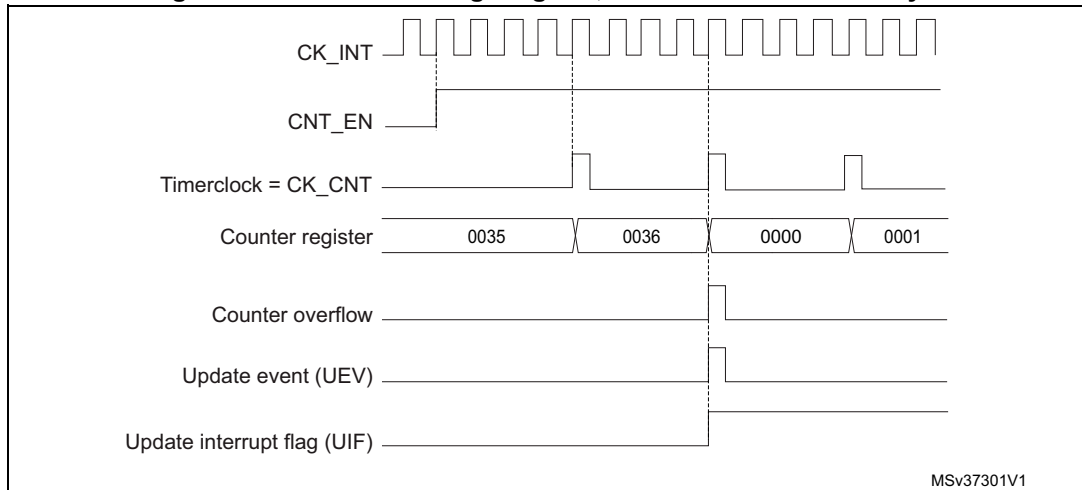 CK_INT
CNT_EN
Timerclock = CK_CNT
Counter register 0035 0036 0000 0001
Counter overflow
Update event (UEV)
Update interrupt flag (UIF)
MSv37301V1